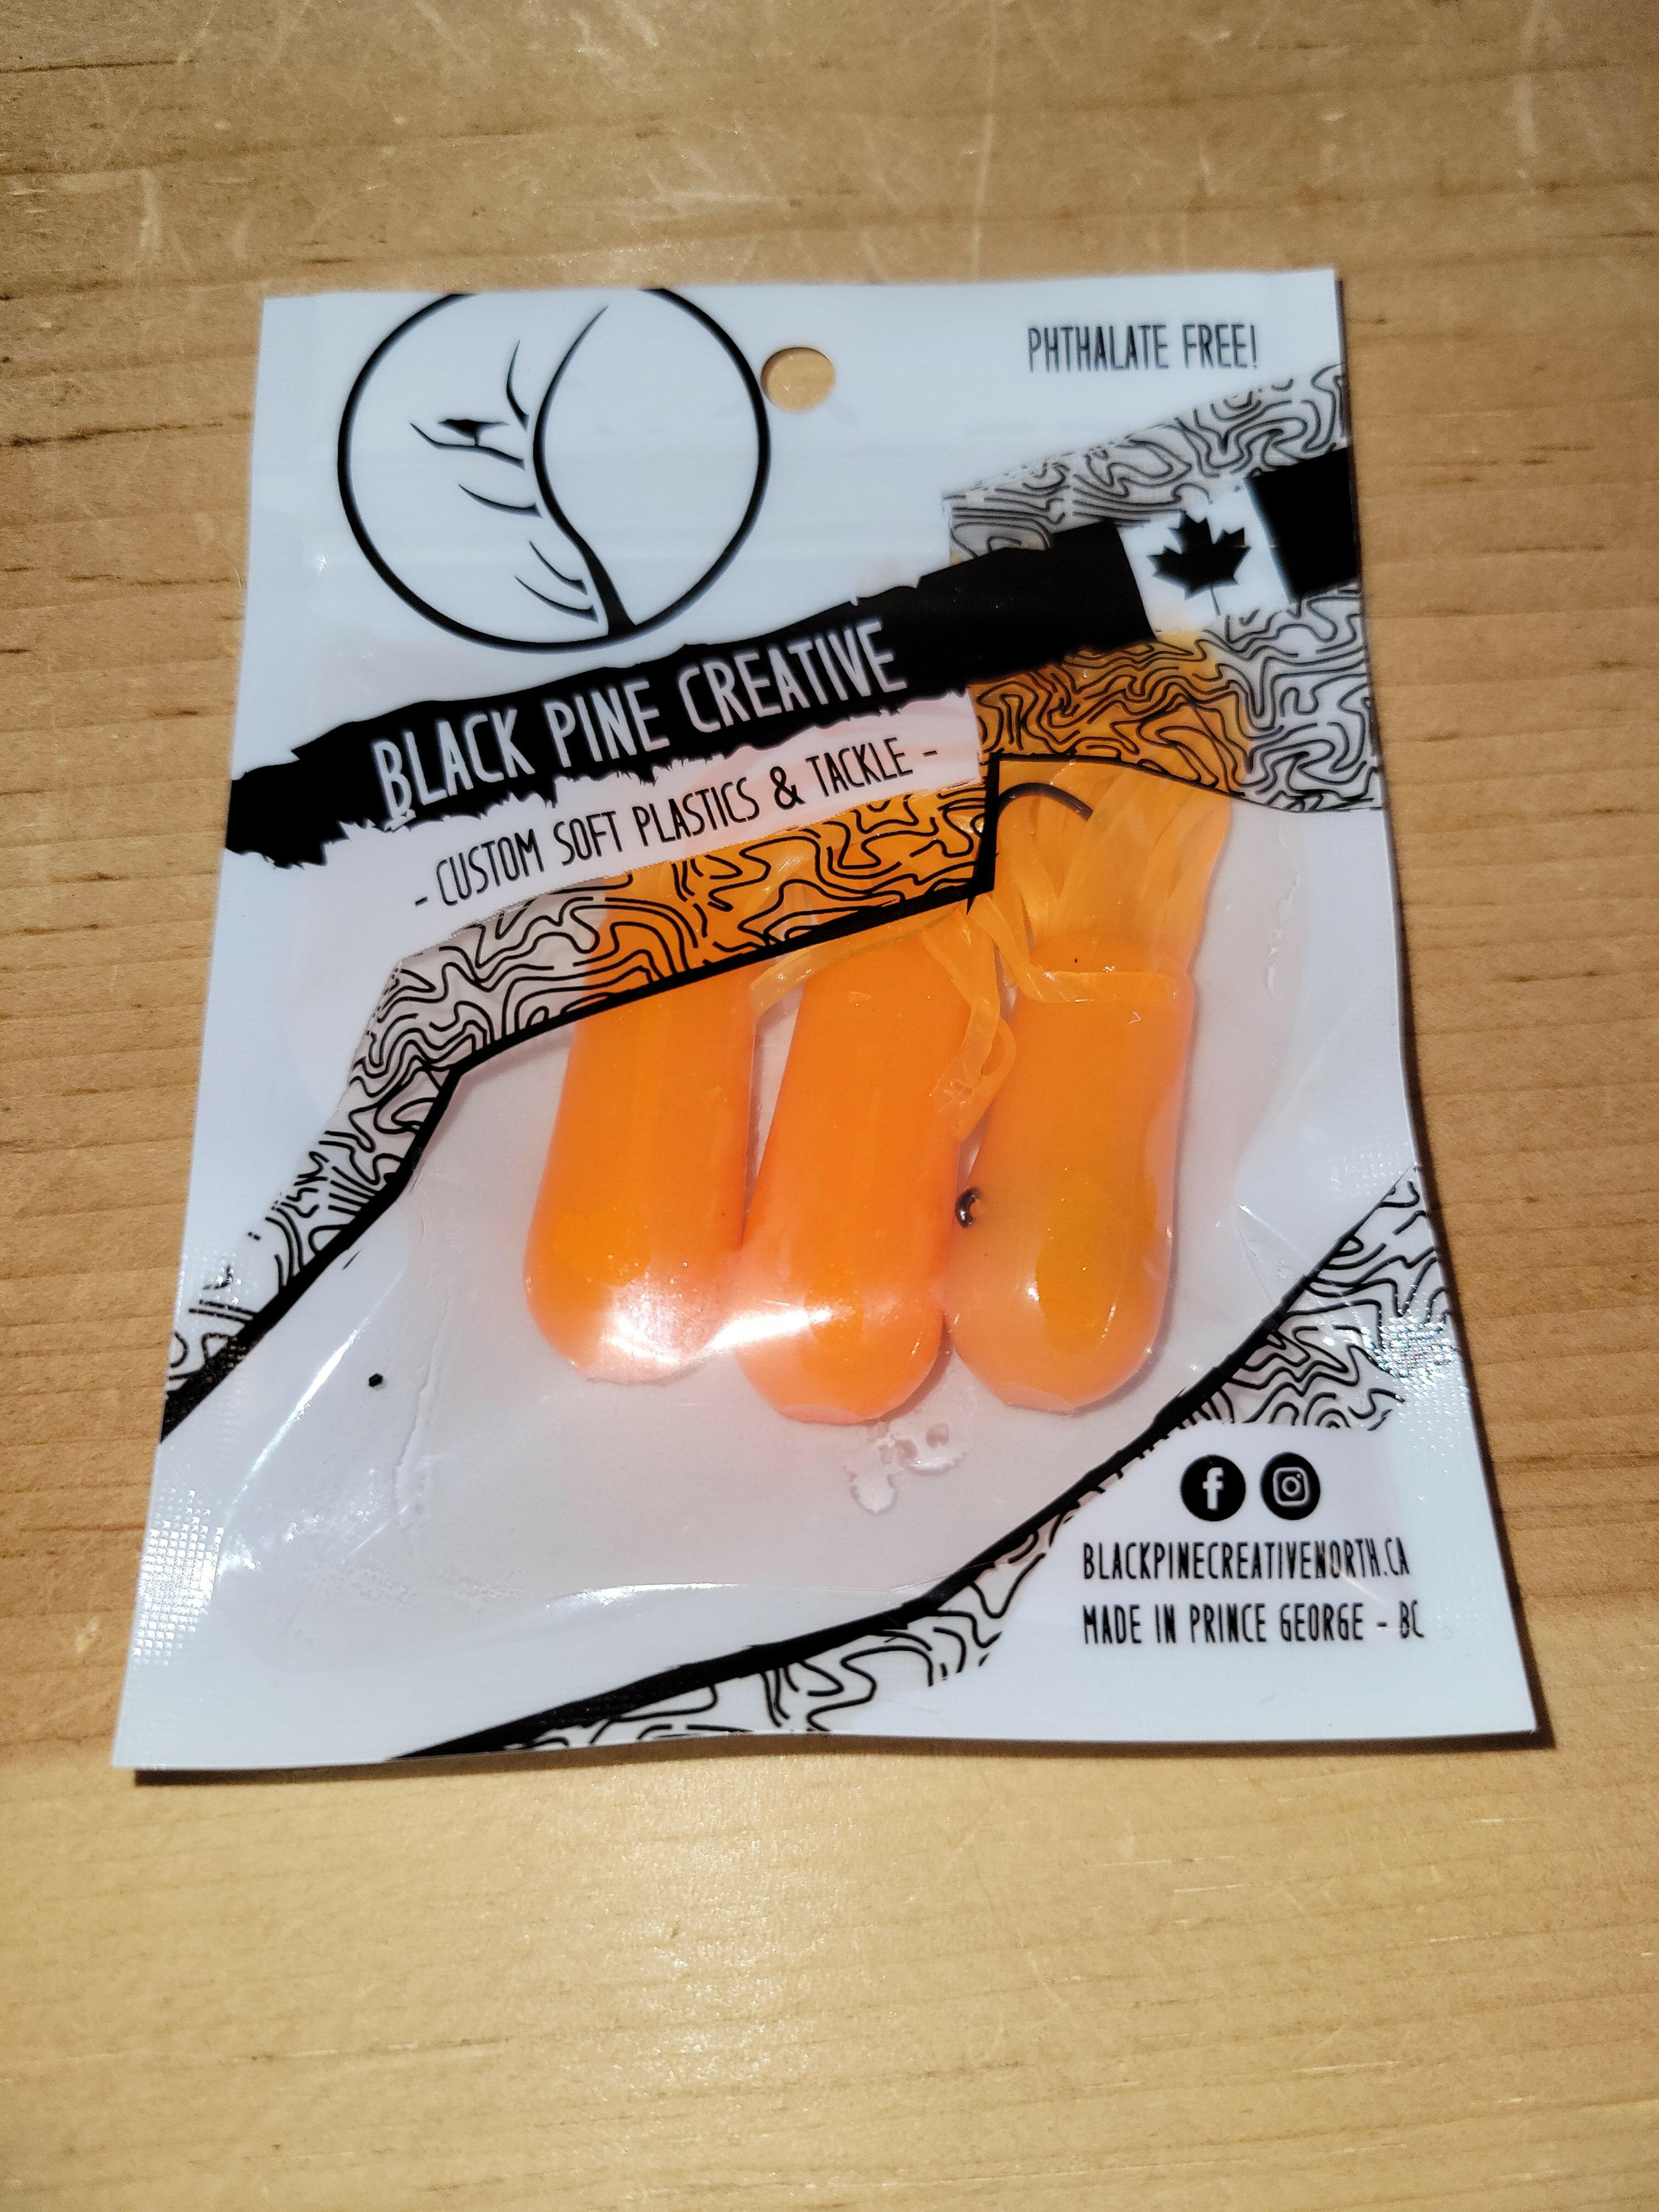 PHTHALATE FREE!
BLACK PINE CREATIVE
- CUSTOM SOFT PLASTICS & TACKLE -
BLACKPINECREATIVENORTH.CA
MADE IN PRINCE GEORGE - BC